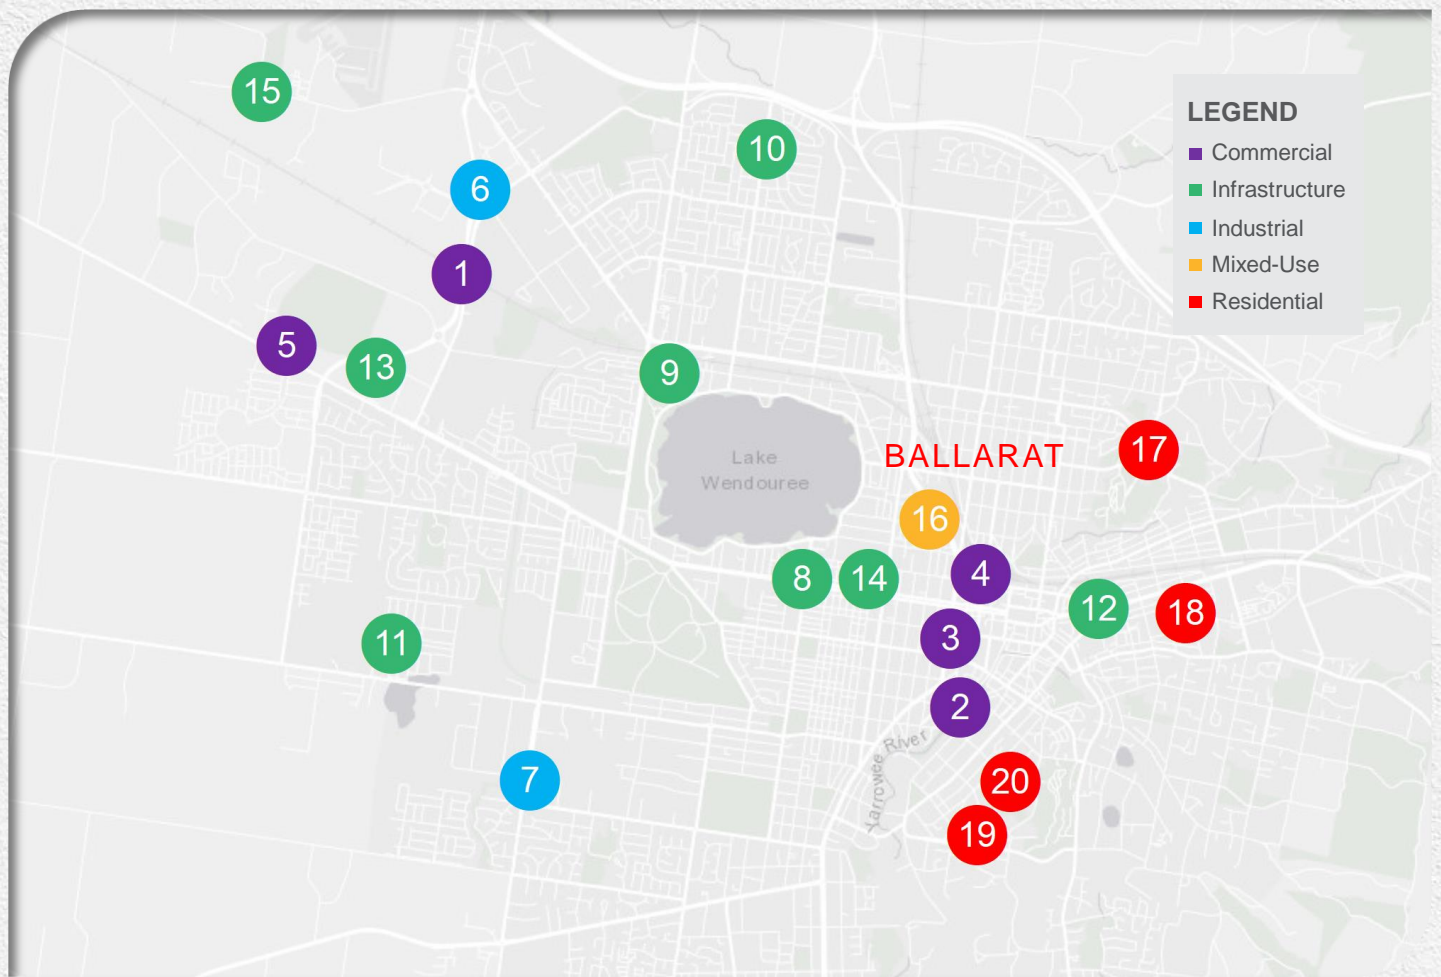 15
10
LEGEND
Commercial
Infrastructure
Industrial
Mixed-Use
Residential
6
1
5
13
9
BALLARAT
17
Lake
Wendouree
16
4
8
14
12
18
3
11
2
Yarrowee River
7
20
19